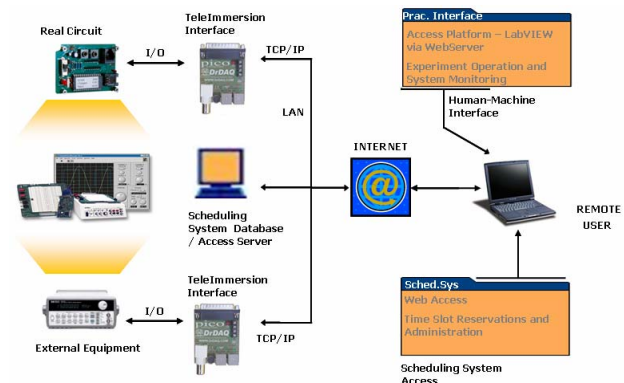 Real Circuit
I/O
TeleImmersion
Interface
pico
DrDAQ
TCP/IP
LAN
Scheduling
System Database
/ Access Server
External Equipment
I/O
TeleImmersion
Interface
pico
DrDAQ
TCP/IP
INTERNET
@
Prac. Interface
Access Platform – LabVIEW
via WebServer
Experiment Operation and
System Monitoring
Human-Machine
Interface
REMOTE
USER
Sched.Sys
Web Access
Time Slot Reservations and
Administration
Scheduling System
Access